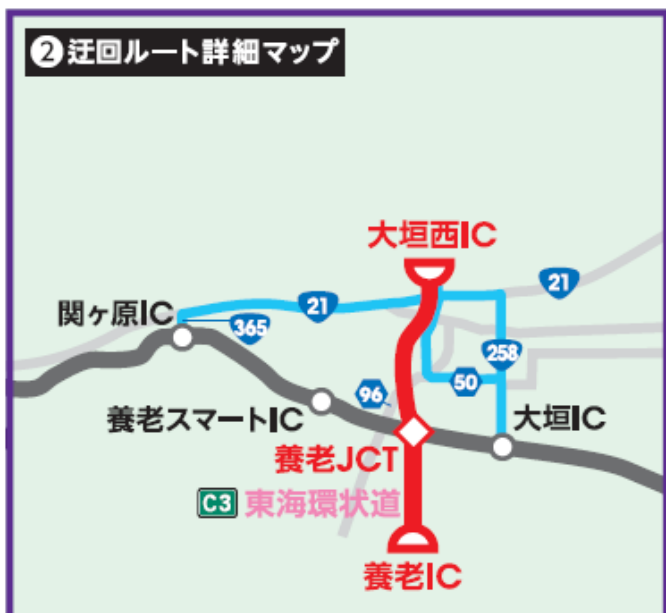 ❷迂回ルート詳細マップ
大垣西IC
21
関ヶ原IC
21
365
258
養老スマートIC
96
50
大垣IC
養老JCT
C3 東海環状道
養老IC